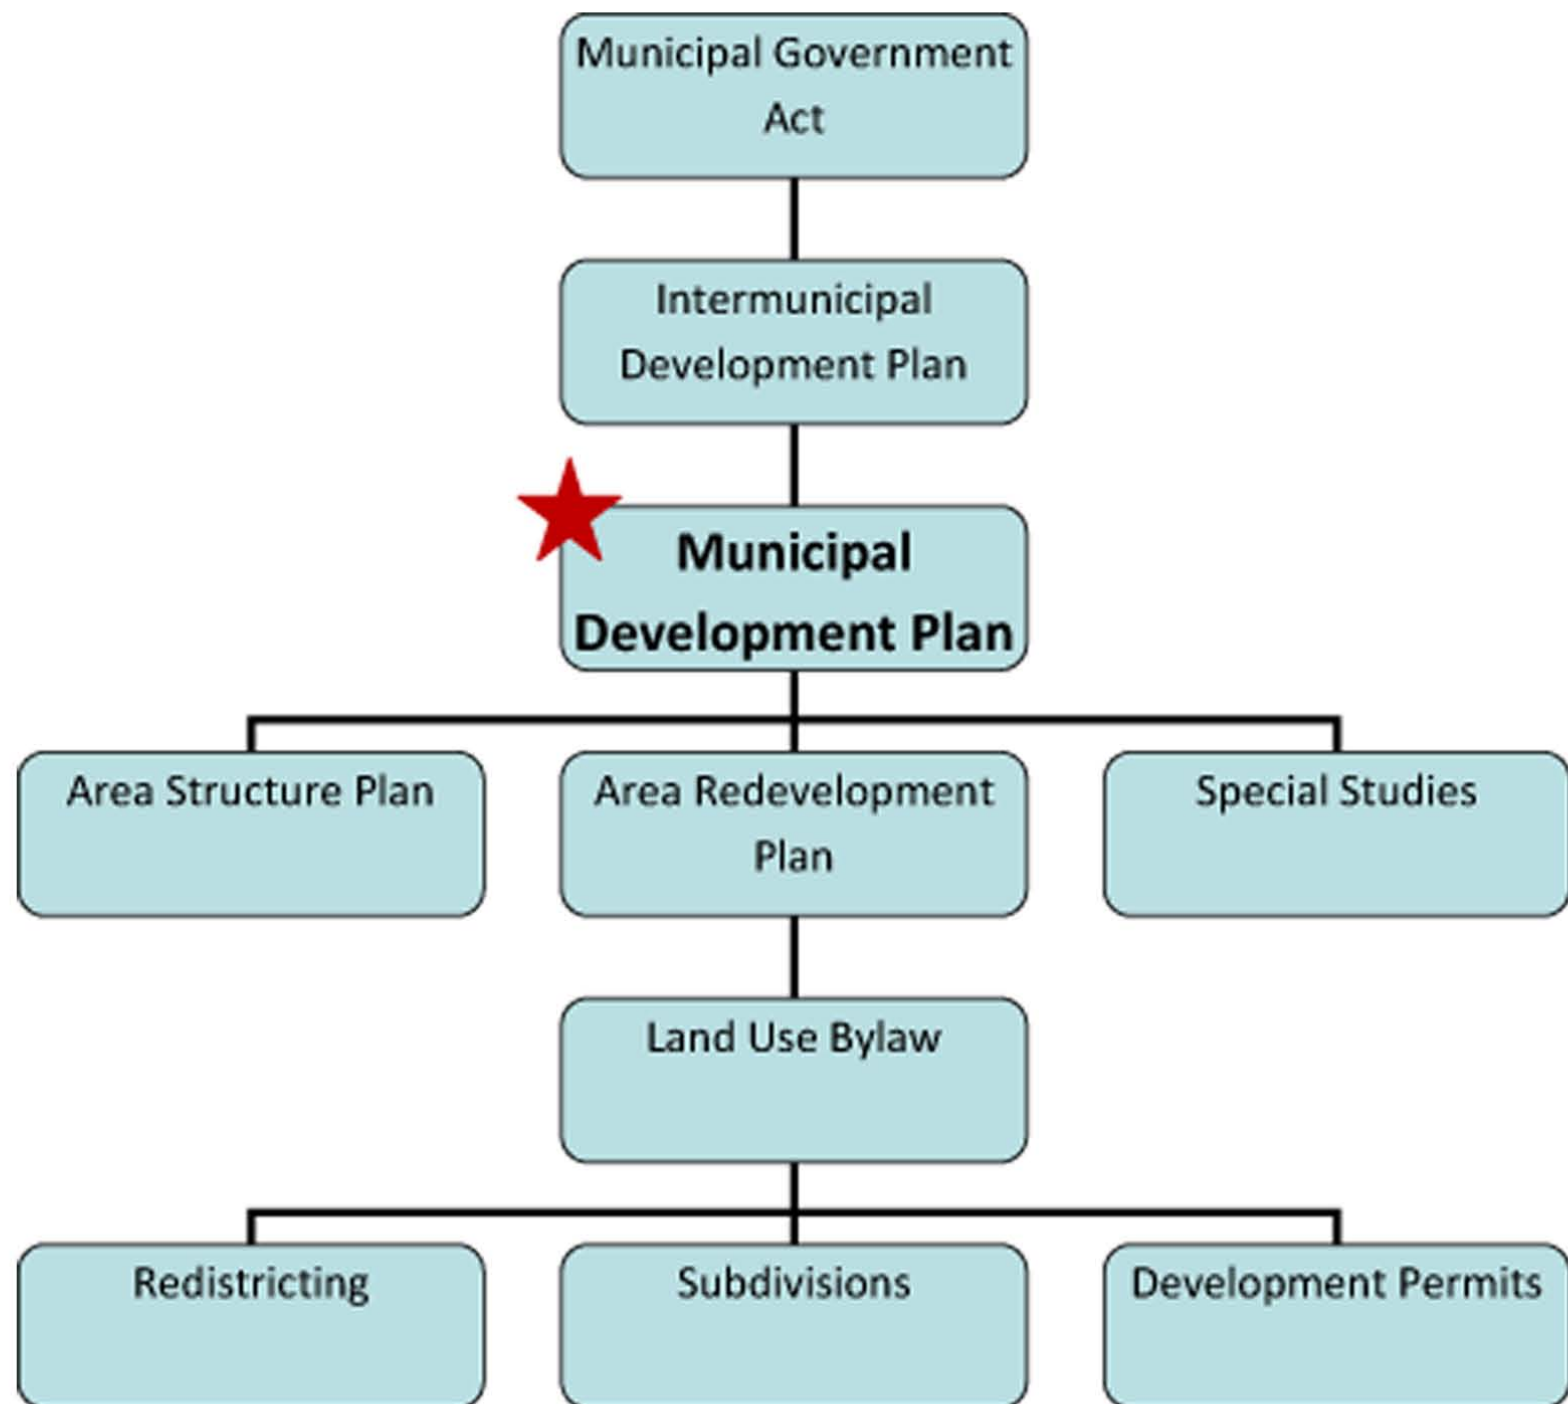 Municipal Government
Act
Intermunicipal
Development Plan
Municipal
Development Plan
Area Structure Plan
Area Redevelopment
Plan
Special Studies
Land Use Bylaw
Redistricting
Subdivisions
Development Permits